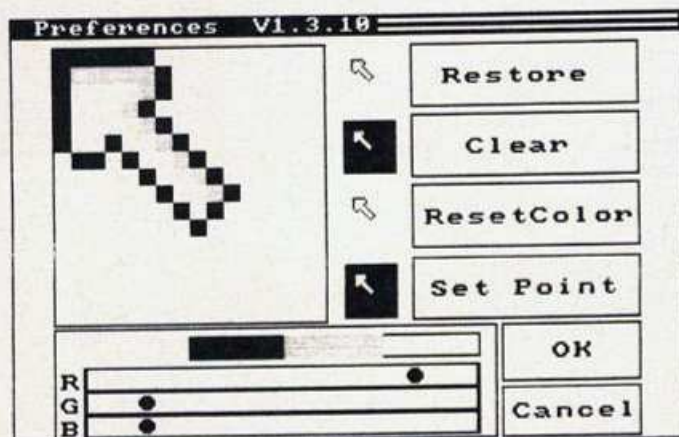 Preferences V1.3.10
Restore
Clear
ResetColor
Set Point
OK
Cancel
R
G
B